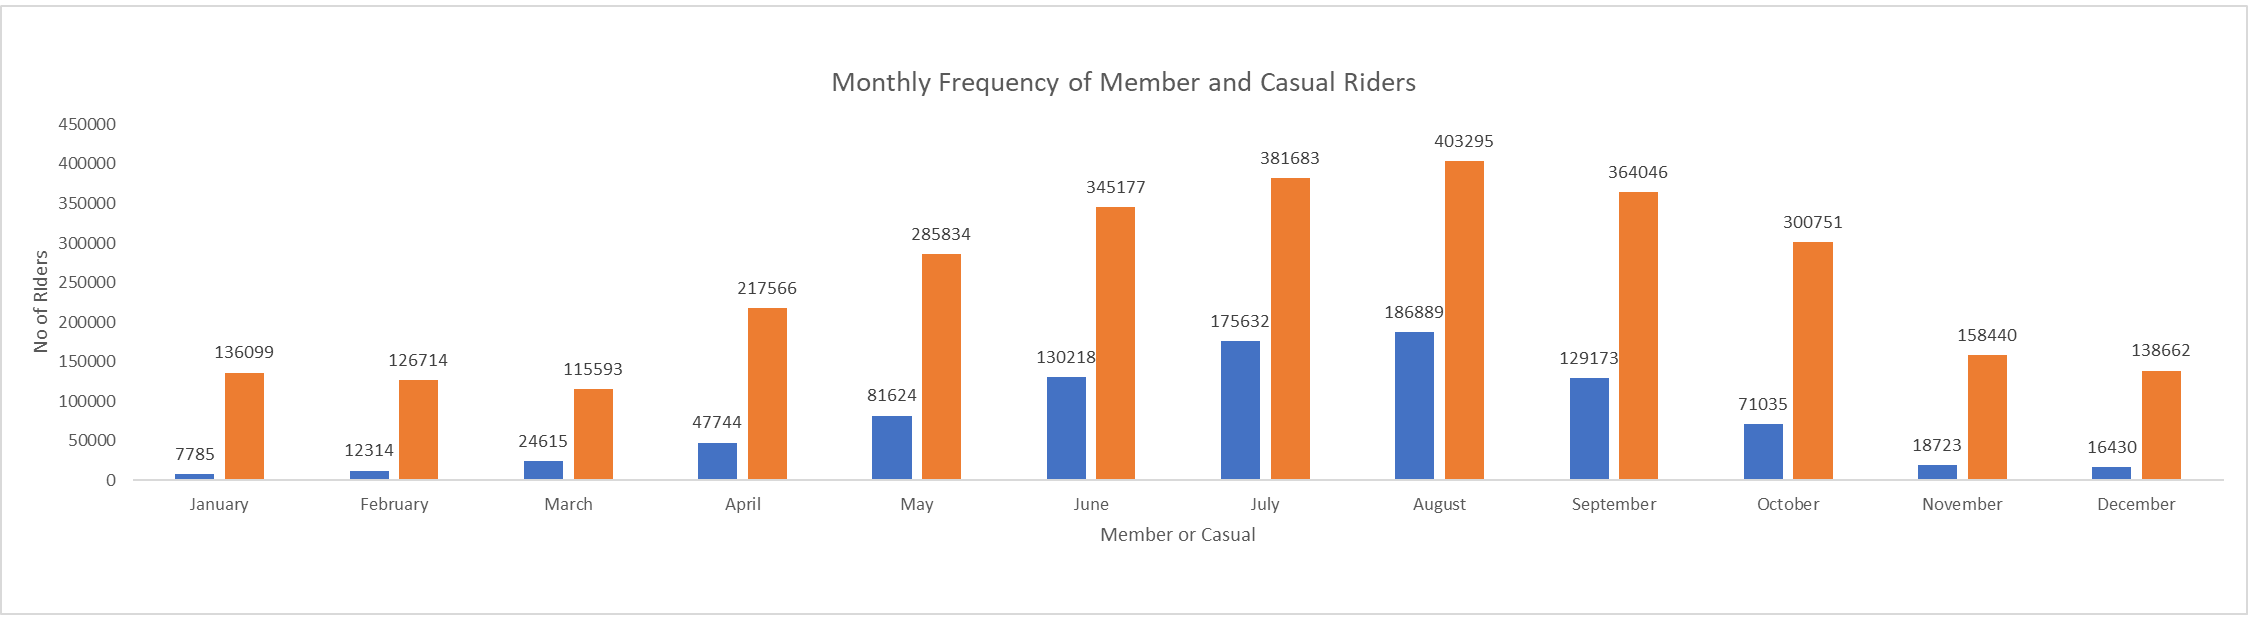 Monthly Frequency of Member and Casual Riders
450000
400000
350000
300000
250000
200000
150000
100000
50000
0
No of RIders
7785
136099
12314
126714
24615
115593
47744
217566
81624
285834
130218
345177
175632
381683
186889
403295
129173
364046
71035
300751
18723
158440
16430
138662
January
February
March
April
May
June
July
August
September
October
November
December
Member or Casual